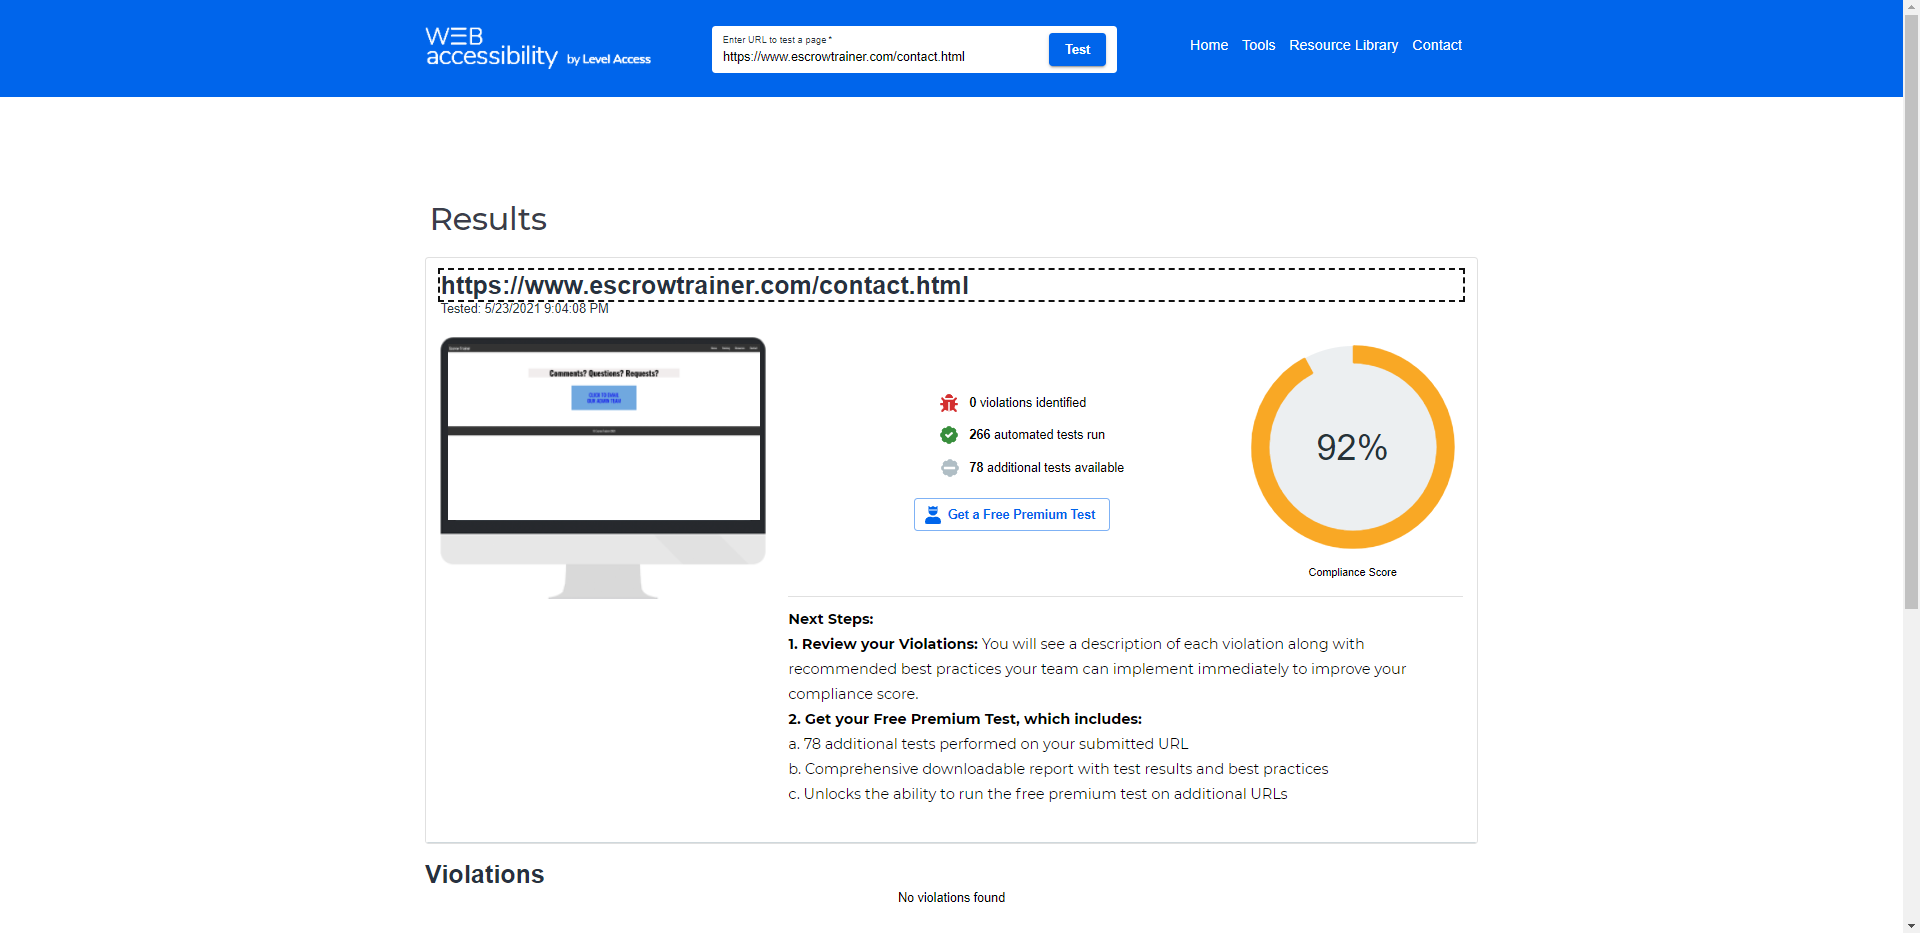 WEB
accessibility by Level Access
Enter URL to test a page *
https://www.escrowtrainer.com/contact.html
Test
Home Tools Resource Library Contact
Results
https://www.escrowtrainer.com/contact.html
Tested: 5/23/2021 9:04:08 PM
Comments? Questions? Requests?
CLICK TO EMAIL
OUR ADMIN TEAM
0 violations identified
266 automated tests run
78 additional tests available
Get a Free Premium Test
92%
Compliance Score
Next Steps:
1. Review your Violations: You will see a description of each violation along with
recommended best practices your team can implement immediately to improve your
compliance score.
2. Get your Free Premium Test, which includes:
a. 78 additional tests performed on your submitted URL
b. Comprehensive downloadable report with test results and best practices
c. Unlocks the ability to run the free premium test on additional URLs
Violations
No violations found